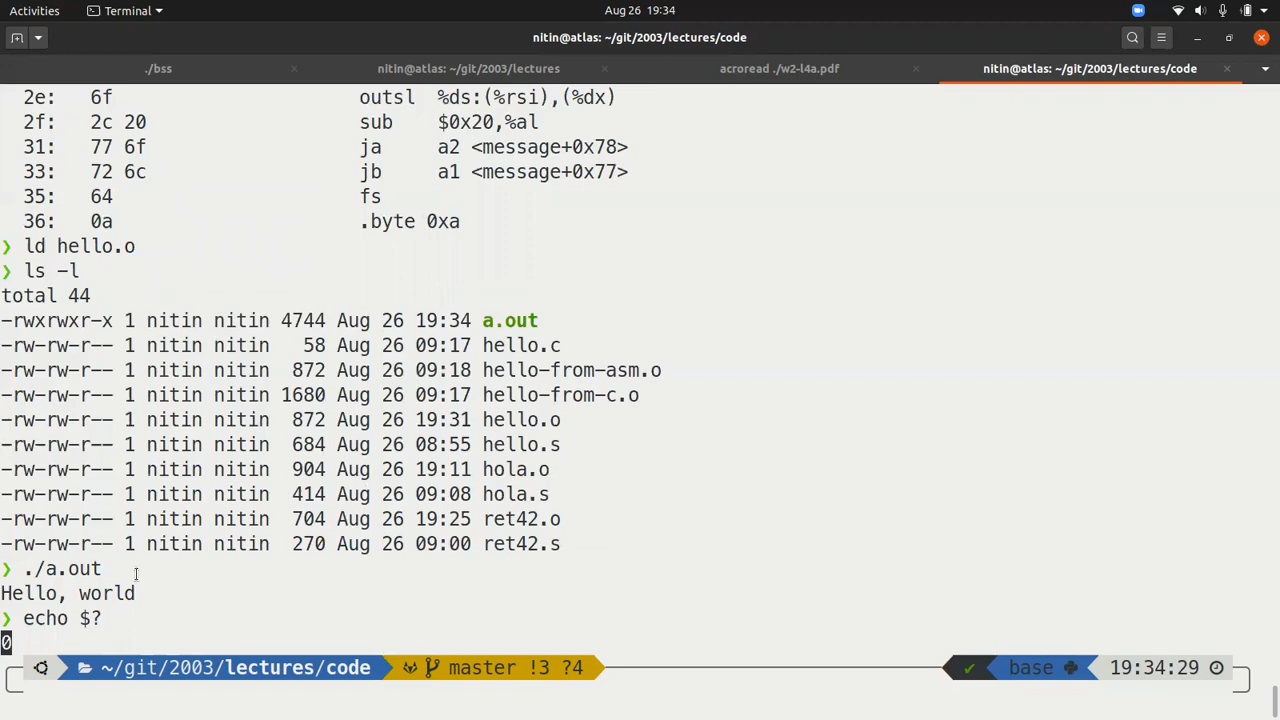 Activities Terminal Aug 26 19:34
nitin@atlas: ~/git/2003/lectures/code
./bss × nitin@atlas: ~/git/2003/lectures × acroread ./w2-l4a.pdf × nitin@atlas: ~/git/2003/lectures/code ×
2e: 6f outsl %ds:(%rsi),(%dx)
2f: 2c 20 sub $0x20,%al
31: 77 6f ja a2 <message+0x78>
33: 72 6c jb a1 <message+0x77>
35: 64 fs
36: 0a .byte 0xa
❯ ld hello.o
❯ ls -l
total 44
-rwxrwxr-x 1 nitin nitin 4744 Aug 26 19:34 a.out
-rw-rw-r-- 1 nitin nitin 58 Aug 26 09:17 hello.c
-rw-rw-r-- 1 nitin nitin 872 Aug 26 09:18 hello-from-asm.o
-rw-rw-r-- 1 nitin nitin 1680 Aug 26 09:17 hello-from-c.o
-rw-rw-r-- 1 nitin nitin 872 Aug 26 19:31 hello.o
-rw-rw-r-- 1 nitin nitin 684 Aug 26 08:55 hello.s
-rw-rw-r-- 1 nitin nitin 904 Aug 26 19:11 hola.o
-rw-rw-r-- 1 nitin nitin 414 Aug 26 09:08 hola.s
-rw-rw-r-- 1 nitin nitin 704 Aug 26 19:25 ret42.o
-rw-rw-r-- 1 nitin nitin 270 Aug 26 09:00 ret42.s
❯ ./a.out
Hello, world
❯ echo $?
0
~/git/2003/lectures/code master !3 ?4 ✔ base 19:34:29